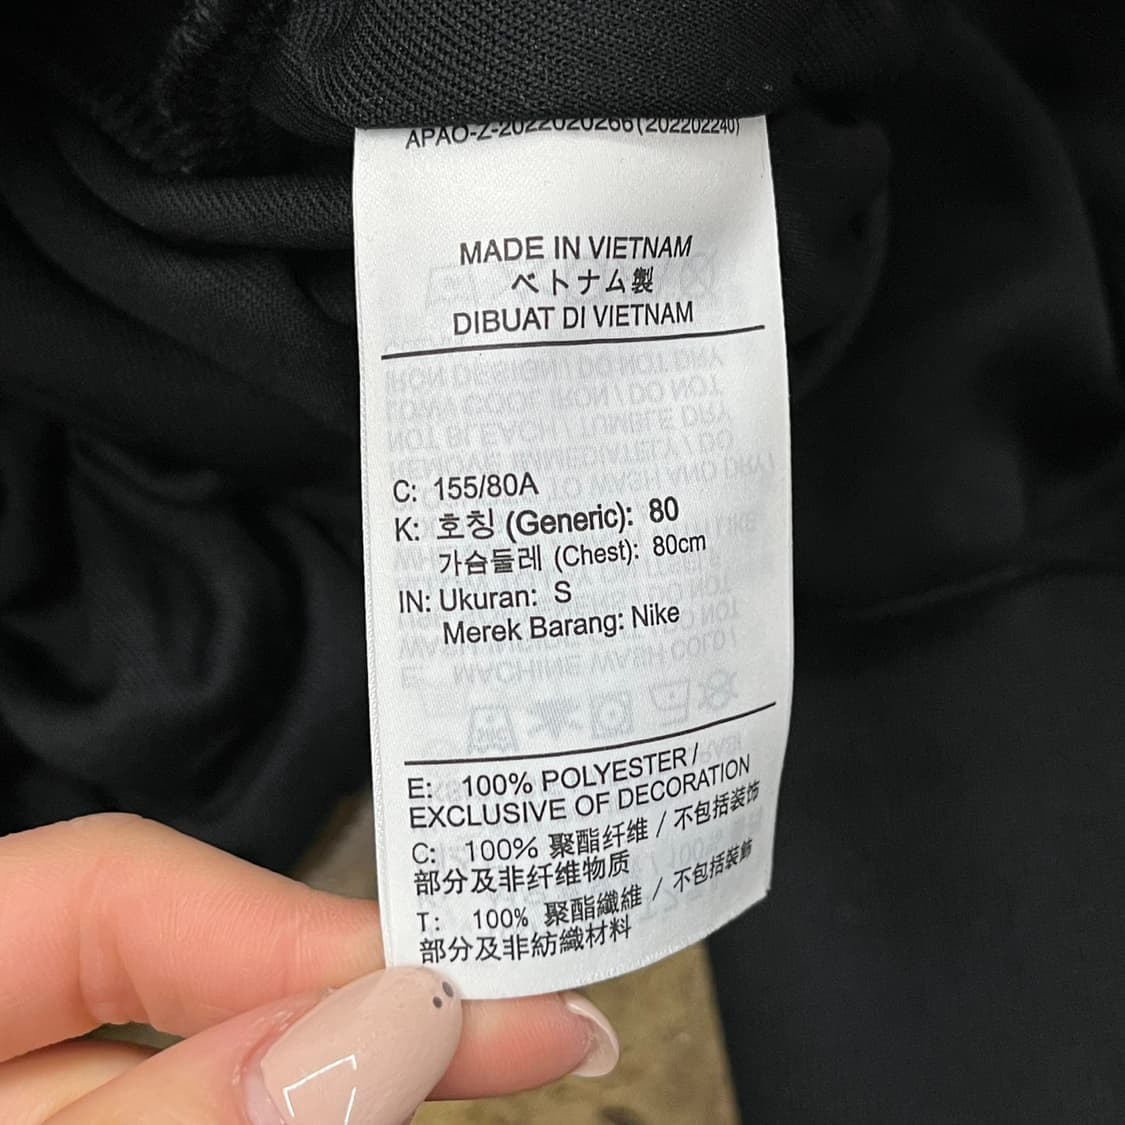 APAO-Z-2022020266(202202240)
MADE IN VIETNAM
ベトナム製
DIBUAT DI VIETNAM
C: 155/80A
K: 호칭 (Generic): 80
가슴둘레 (Chest): 80cm
IN: Ukuran: S
Merek Barang: Nike
E: 100% POLYESTER /
EXCLUSIVE OF DECORATION
C: 100% 聚酯纤维 / 不包括装饰
部分及非纤维物质
T: 100% 聚酯纖維 / 不包括裝飾
部分及非紡織材料